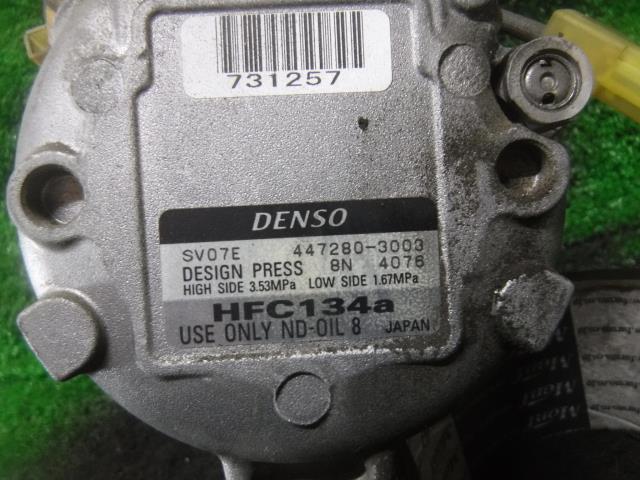 731257
DENSO
SV07E 447280-3003
DESIGN PRESS 8N 4076
HIGH SIDE 3.53MPa LOW SIDE 1.67MPa
HFC134a
USE ONLY ND-OIL 8 JAPAN